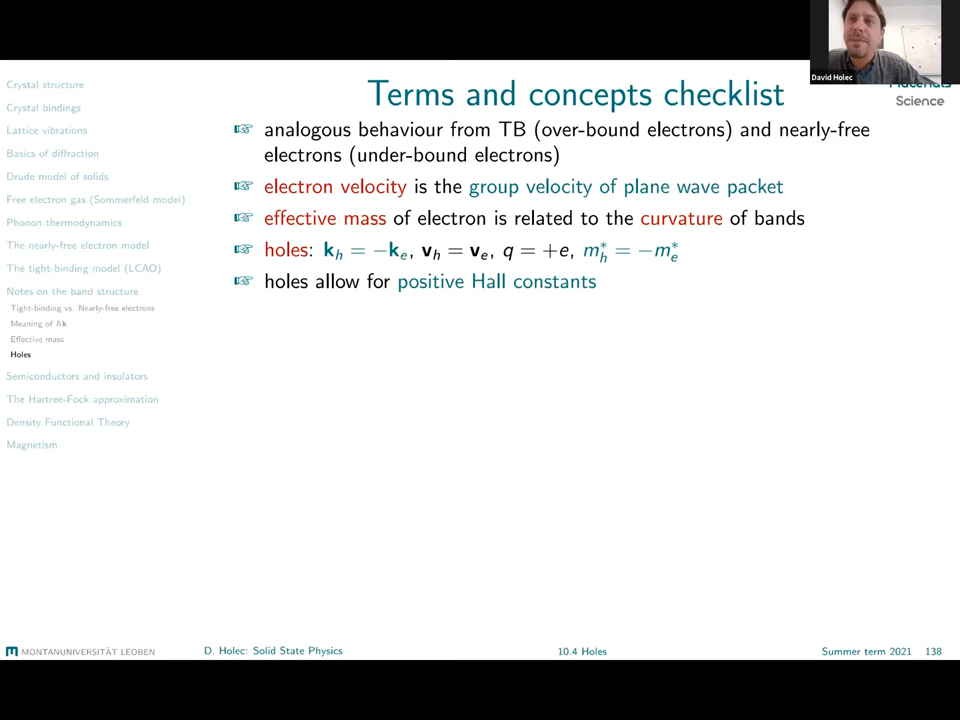 David Holec
Materials
Science
Terms and concepts checklist
☞ analogous behaviour from TB (over-bound electrons) and nearly-free
electrons (under-bound electrons)
☞ electron velocity is the group velocity of plane wave packet
☞ effective mass of electron is related to the curvature of bands
☞ holes: k_h = −k_e, v_h = v_e, q = +e, m*_h = −m*_e
☞ holes allow for positive Hall constants
Crystal structure
Crystal bindings
Lattice vibrations
Basics of diffraction
Drude model of solids
Free electron gas (Sommerfeld model)
Phonon thermodynamics
The nearly-free electron model
The tight-binding model (LCAO)
Notes on the band structure
Tight-binding vs. Nearly-free electrons
Meaning of ℏk
Effective mass
Holes
Semiconductors and insulators
The Hartree-Fock approximation
Density Functional Theory
Magnetism
MONTANUNIVERSITÄT LEOBEN
D. Holec: Solid State Physics
10.4 Holes
Summer term 2021 138